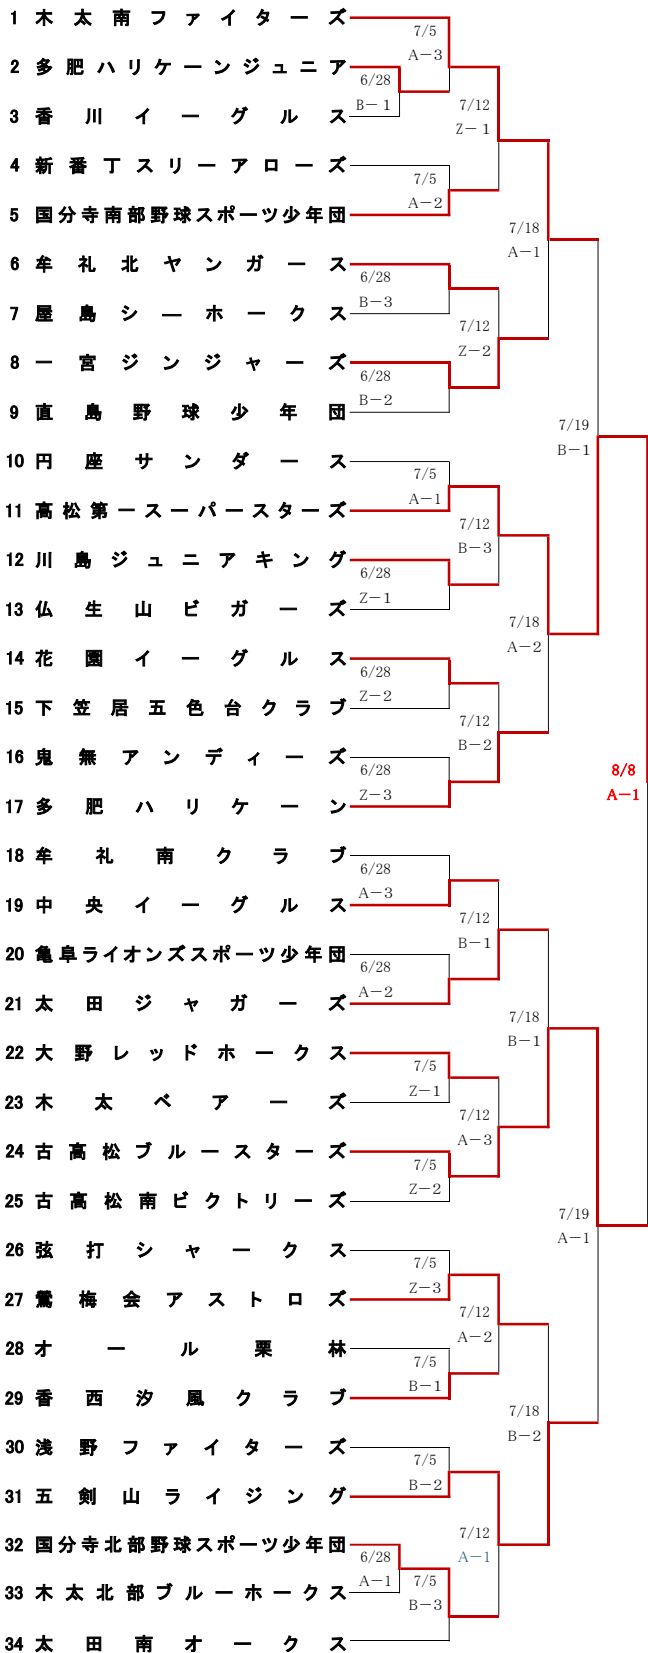 1 木太南ファイターズ
7/5
A－3
2 多肥ハリケーンジュニア
6/28
B－1
7/12
Z－1
3 香川イーグルス
4 新番丁スリーアローズ
7/5
A－2
5 国分寺南部野球スポーツ少年団
7/18
A－1
6 牟礼北ヤンガース
6/28
B－3
7 屋島シーホークス
7/12
Z－2
8 一宮ジンジャーズ
6/28
B－2
9 直島野球少年団
7/19
B－1
10 円座サンダース
7/5
A－1
11 高松第一スーパースターズ
7/12
B－3
12 川島ジュニアキング
6/28
Z－1
13 仏生山ビガーズ
7/18
A－2
14 花園イーグルス
6/28
Z－2
15 下笠居五色台クラブ
7/12
B－2
16 鬼無アンディーズ
6/28
Z－3
8/8
A－1
17 多肥ハリケーン
18 牟礼南クラブ
6/28
A－3
19 中央イーグルス
7/12
B－1
20 亀阜ライオンズスポーツ少年団
6/28
A－2
21 太田ジャガーズ
7/18
B－1
22 大野レッドホークス
7/5
Z－1
23 木太ベアーズ
7/12
A－3
24 古高松ブルースターズ
7/5
Z－2
25 古高松南ビクトリーズ
7/19
A－1
26 弦打シャークス
7/5
Z－3
27 鶯梅会アストロズ
7/12
A－2
28 オール栗林
7/5
B－1
29 香西汐風クラブ
7/18
B－2
30 浅野ファイターズ
7/5
B－2
31 五剣山ライジング
7/12
A－1
32 国分寺北部野球スポーツ少年団
6/28
A－1
33 木太北部ブルーホークス
7/5
B－3
34 太田南オークス